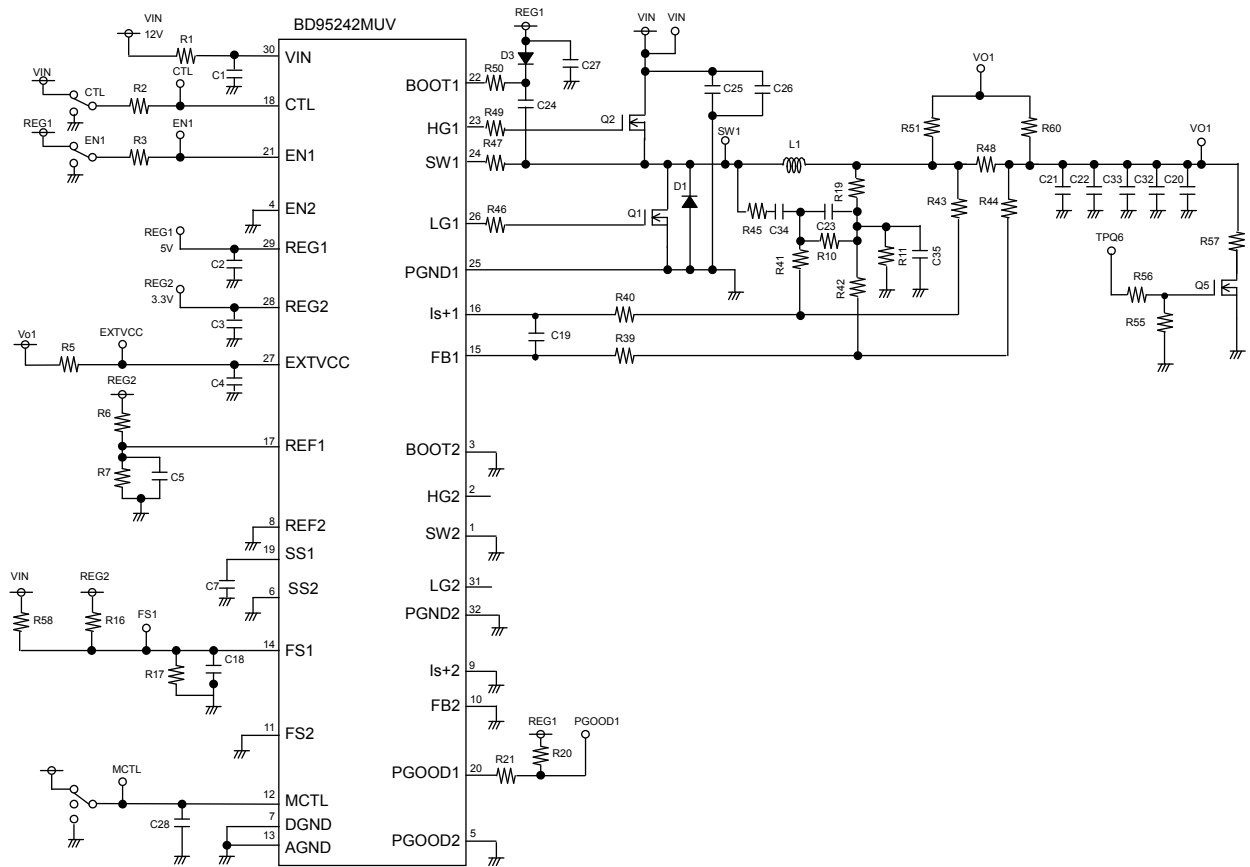 BD95242MUV
VIN
12V
R1
30
VIN
C1
VIN
CTL
R2
CTL
18
CTL
REG1
EN1
R3
EN1
21
EN1
4
EN2
REG1
5V
29
REG1
C2
REG2
3.3V
28
REG2
C3
Vo1
R5
EXTVCC
27
EXTVCC
C4
REG2
R6
17
REF1
R7
C5
8
REF2
19
SS1
C7
6
SS2
VIN
R58
REG2
R16
FS1
14
FS1
R17
C18
11
FS2
MCTL
12
MCTL
C28
7
DGND
13
AGND
REG1
D3
C27
BOOT1
22
R50
C24
VIN
VIN
C25
C26
HG1
23
R49
Q2
SW1
24
R47
SW1
L1
LG1
26
R46
Q1
D1
PGND1
25
R45
C34
C23
R10
R41
R19
R42
R11
C35
VO1
R51
R60
R48
R43
R44
C21
C22
C33
C32
C20
VO1
R57
TPQ6
R56
R55
Q5
Is+1
16
R40
C19
FB1
15
R39
BOOT2
3
HG2
2
SW2
1
LG2
31
PGND2
32
Is+2
9
FB2
10
REG1
PGOOD1
R20
PGOOD1
20
R21
PGOOD2
5